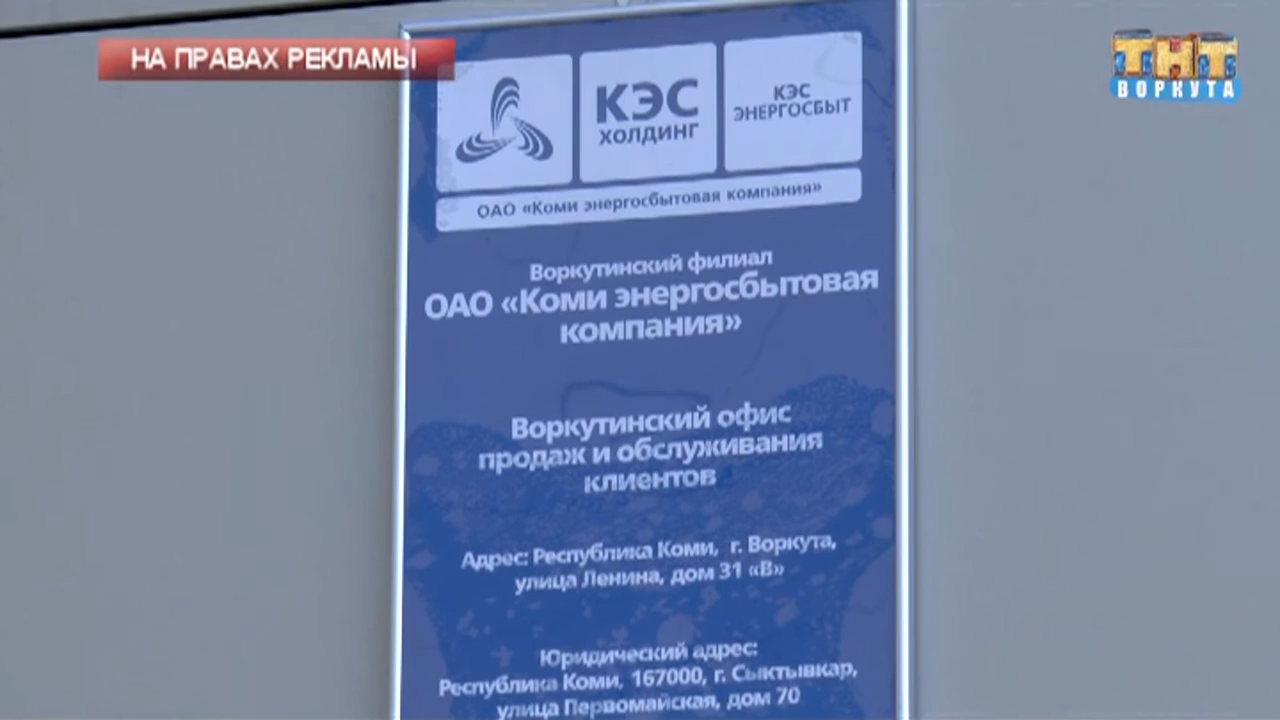 НА ПРАВАХ РЕКЛАМЫ
ТНТ
ВОРКУТА
КЭС
ХОЛДИНГ
КЭС
ЭНЕРГОСБЫТ
ОАО «Коми энергосбытовая компания»
Воркутинский филиал
ОАО «Коми энергосбытовая
компания»
Воркутинский офис
продаж и обслуживания
клиентов
Адрес: Республика Коми, г. Воркута,
улица Ленина, дом 31 «В»
Юридический адрес:
Республика Коми, 167000, г. Сыктывкар,
улица Первомайская, дом 70